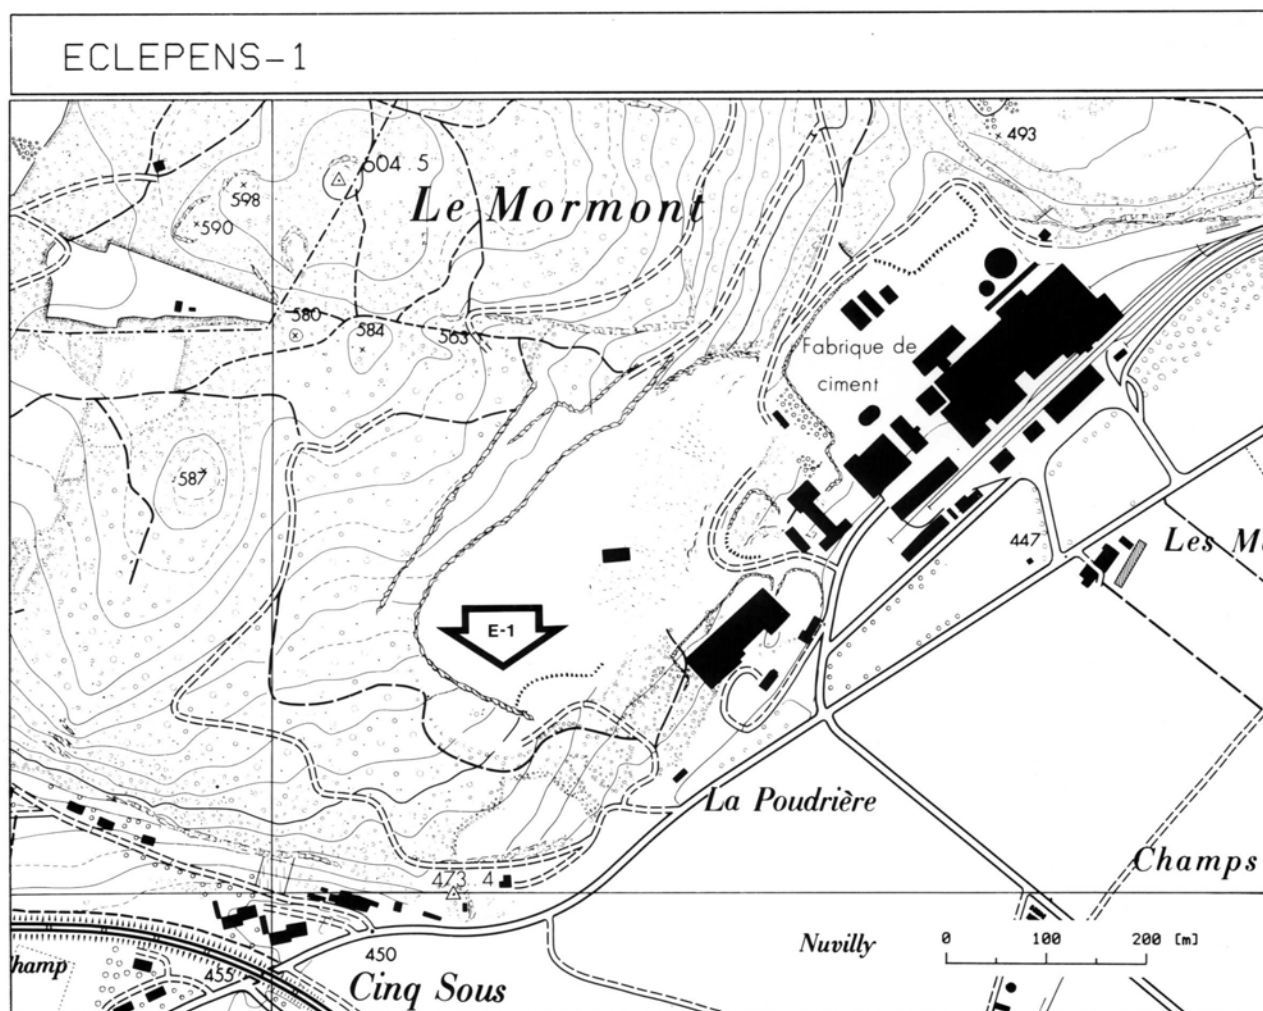 ECLEPENS-1
493
604 5
598
Le Mormont
590
580
584
563
Fabrique de
ciment
587
447
Les M
E-1
La Poudrière
Champs
473 4
Nuvilly
0 100 200 [m]
450
champ
455
Cinq Sous